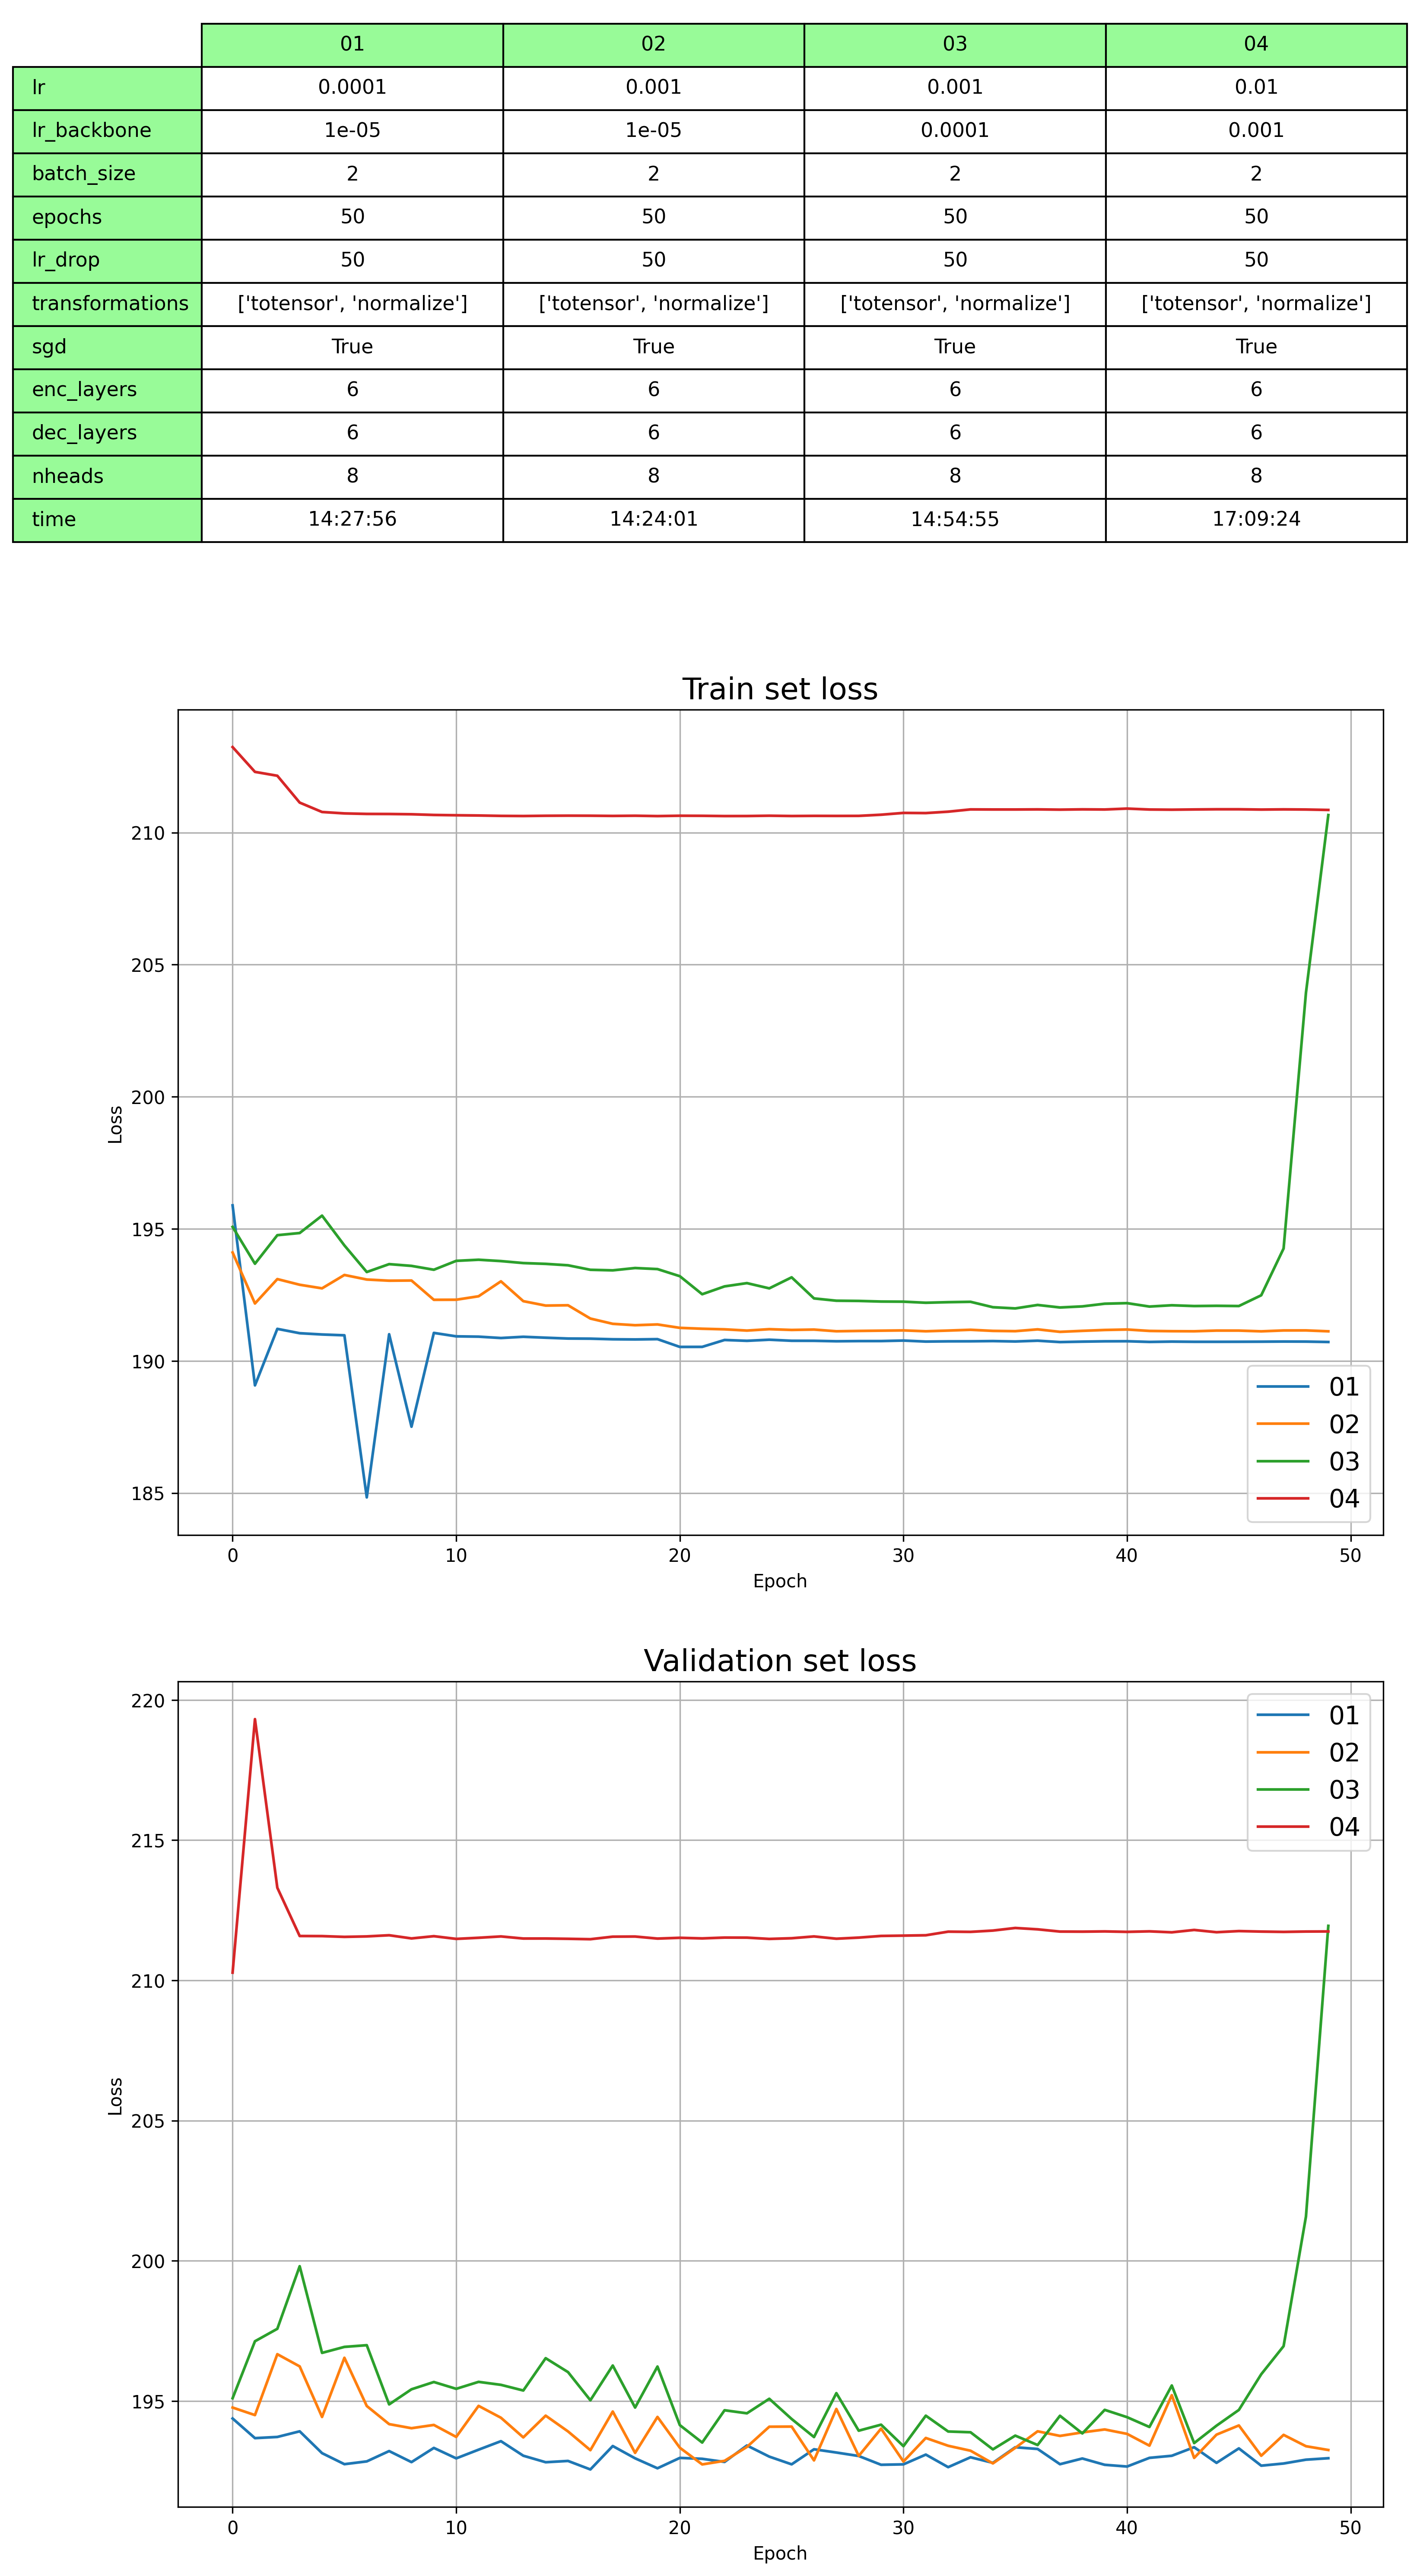 01 02 03 04
lr 0.0001 0.001 0.001 0.01
lr_backbone 1e-05 1e-05 0.0001 0.001
batch_size 2 2 2 2
epochs 50 50 50 50
lr_drop 50 50 50 50
transformations ['totensor', 'normalize'] ['totensor', 'normalize'] ['totensor', 'normalize'] ['totensor', 'normalize']
sgd True True True True
enc_layers 6 6 6 6
dec_layers 6 6 6 6
nheads 8 8 8 8
time 14:27:56 14:24:01 14:54:55 17:09:24
Train set loss
210
205
200
195
190
185
Loss
01
02
03
04
0 10 20 30 40 50
Epoch
Validation set loss
220
215
210
205
200
195
Loss
01
02
03
04
0 10 20 30 40 50
Epoch